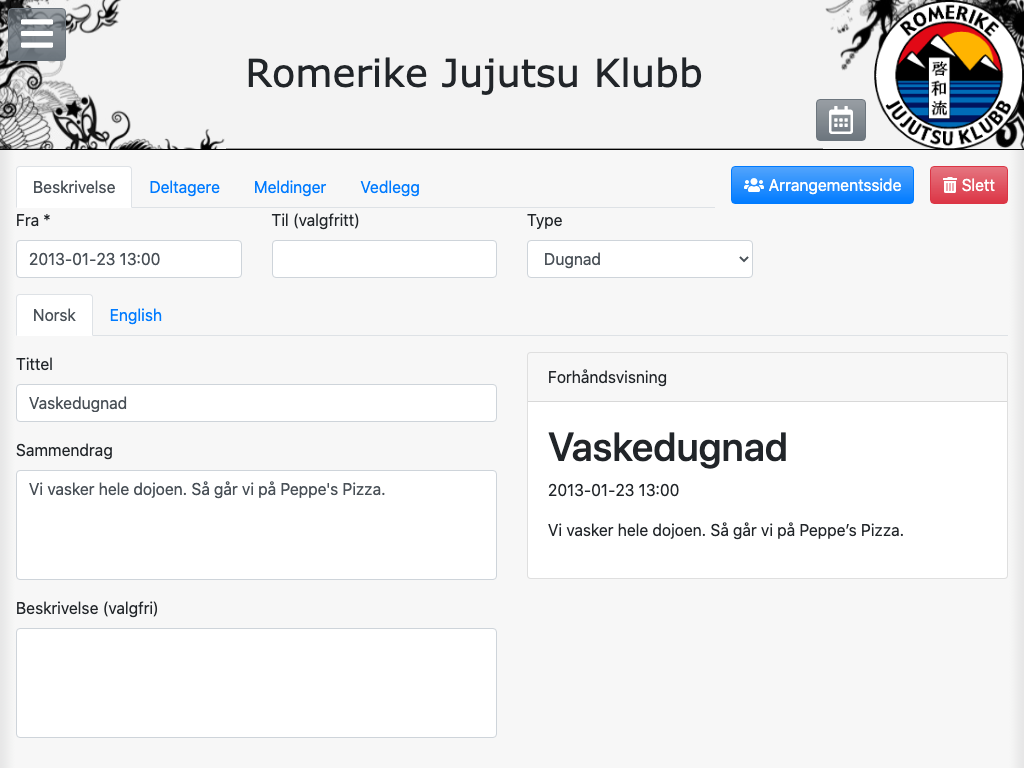 Romerike Jujutsu Klubb
ROMERIKE
啓和流
JUJUTSU KLUBB
Beskrivelse Deltagere Meldinger Vedlegg Arrangementsside Slett
Fra * Til (valgfritt) Type
2013-01-23 13:00 Dugnad
Norsk English
Tittel
Vaskedugnad
Sammendrag
Vi vasker hele dojoen. Så går vi på Peppe's Pizza.
Beskrivelse (valgfri)
Forhåndsvisning
Vaskedugnad
2013-01-23 13:00
Vi vasker hele dojoen. Så går vi på Peppe’s Pizza.